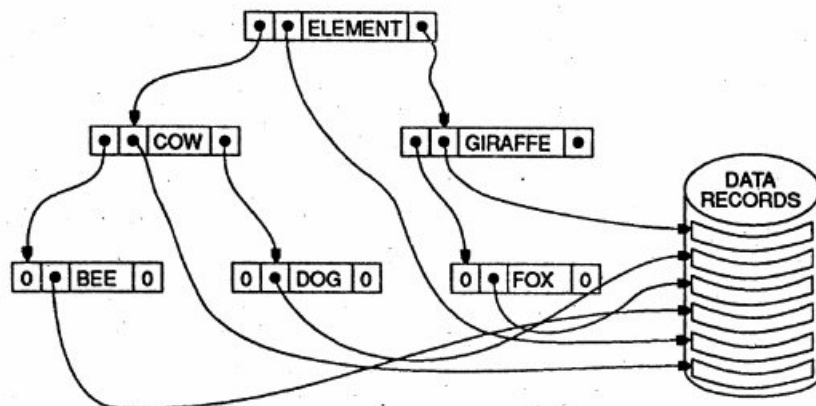 ELEMENT
COW
GIRAFFE
DATA
RECORDS
0 BEE 0
0 DOG 0
0 FOX 0